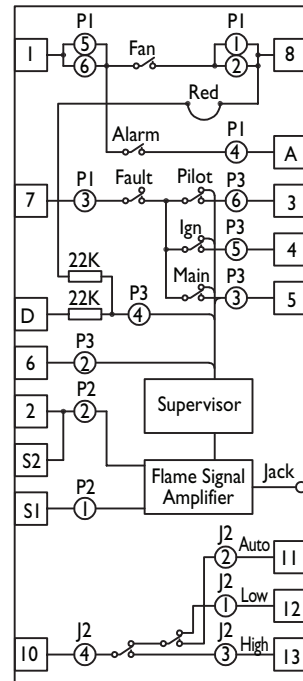 P1 P1
1 5 Fan 1 8
6 2
Red
Alarm P1
4 A
P1 Fault Pilot P3
7 3 6 3
Ign P3
5 4
22K Main P3
3 5
22K P3
D 4
P3
6 2
P2
2 2 Supervisor
S2
P2 Flame Signal Jack
S1 1 Amplifier
J2 Auto
2 11
J2 Low
1 12
J2 J2 High
10 4 3 13